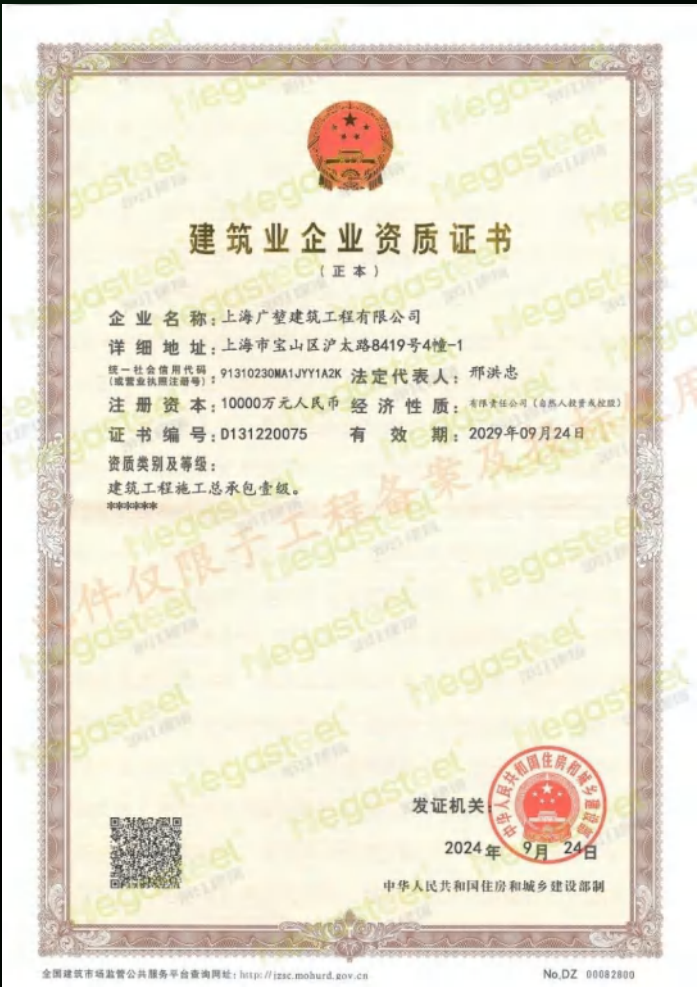 建筑业企业资质证书
(正本)
企业名称：上海广堃建筑工程有限公司
详细地址：上海市宝山区沪太路8419号4幢-1
统一社会信用代码
(或营业执照注册号)：91310230MA1JYY1A2K 法定代表人：邢洪忠
注册资本：10000万元人民币 经济性质：有限责任公司(自然人投资或控股)
证书编号：D131220075 有效期：2029年09月24日
资质类别及等级：
建筑工程施工总承包壹级。
******
件仅限于工程备案及
Megasteel
发证机关：
中华人民共和国住房和城乡建设部
2024年 9月 24日
中华人民共和国住房和城乡建设部制
全国建筑市场监管公共服务平台查询网址：http://jzsc.mohurd.gov.cn
No.DZ 00082800